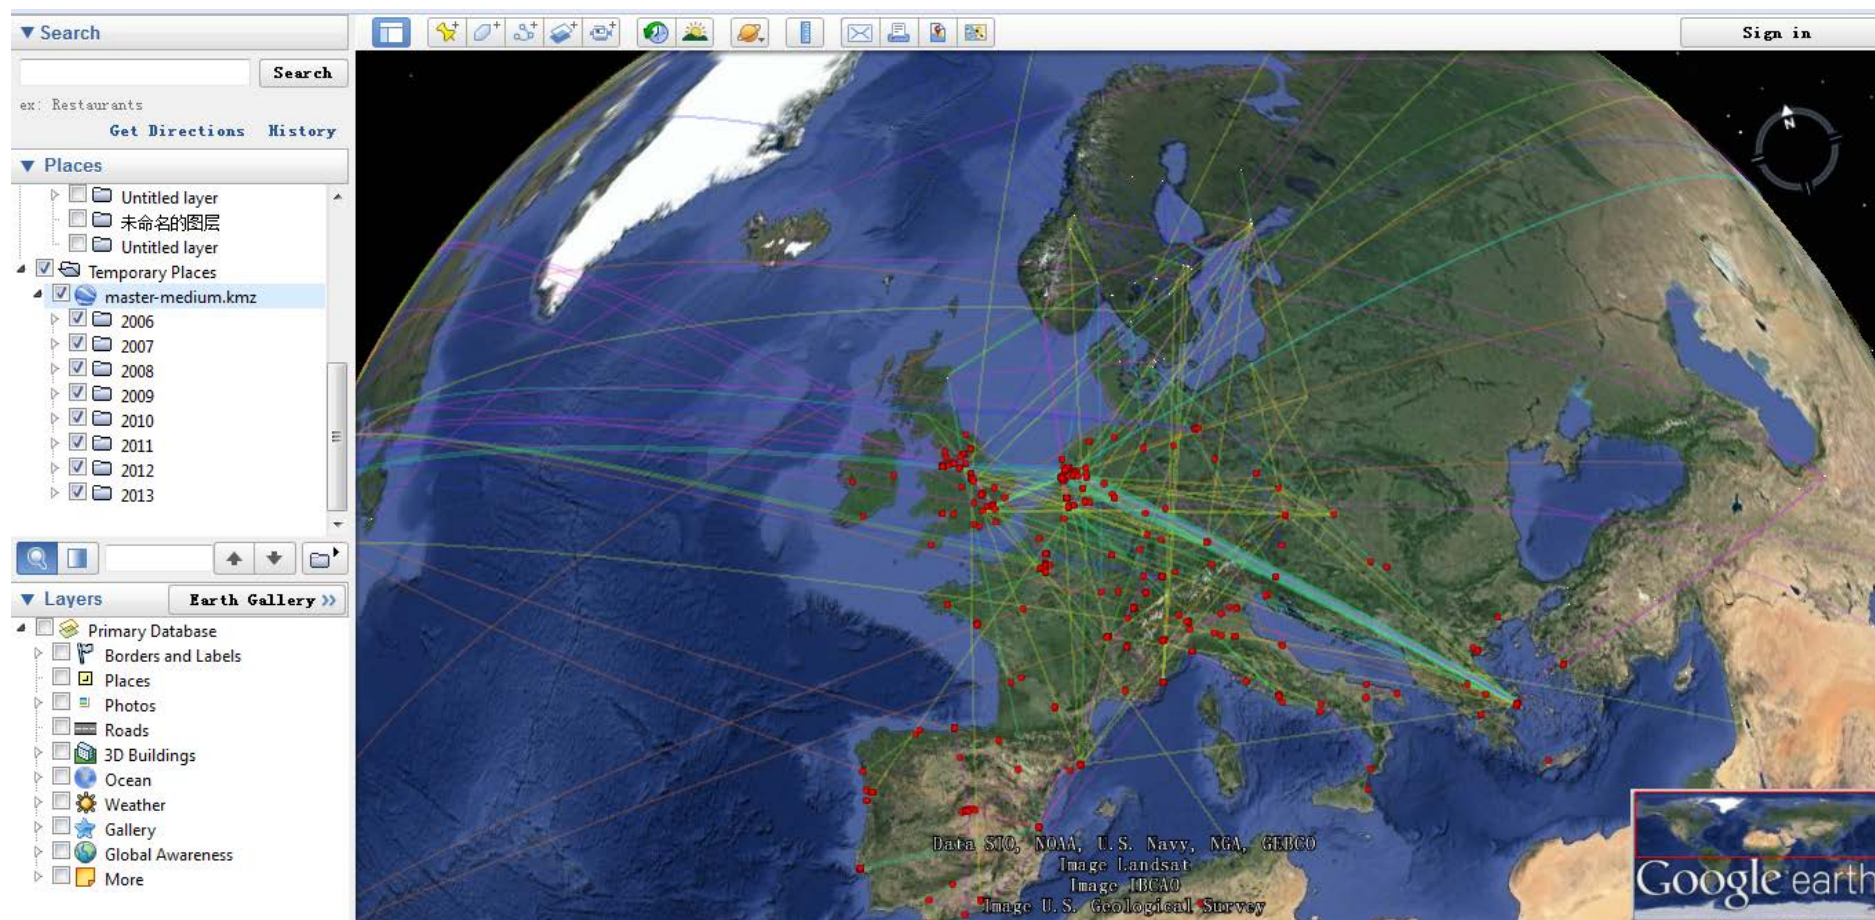 Search
Search
ex: Restaurants
Get Directions History
Places
Untitled layer
未命名的图层
Untitled layer
Temporary Places
master-medium.kmz
2006
2007
2008
2009
2010
2011
2012
2013
Layers
Earth Gallery >>
Primary Database
Borders and Labels
Places
Photos
Roads
3D Buildings
Ocean
Weather
Gallery
Global Awareness
More
Sign in
N
Data SIO, NOAA, U.S. Navy, NGA, GEBCO
Image Landsat
Image IBCAO
Image U.S. Geological Survey
Google earth